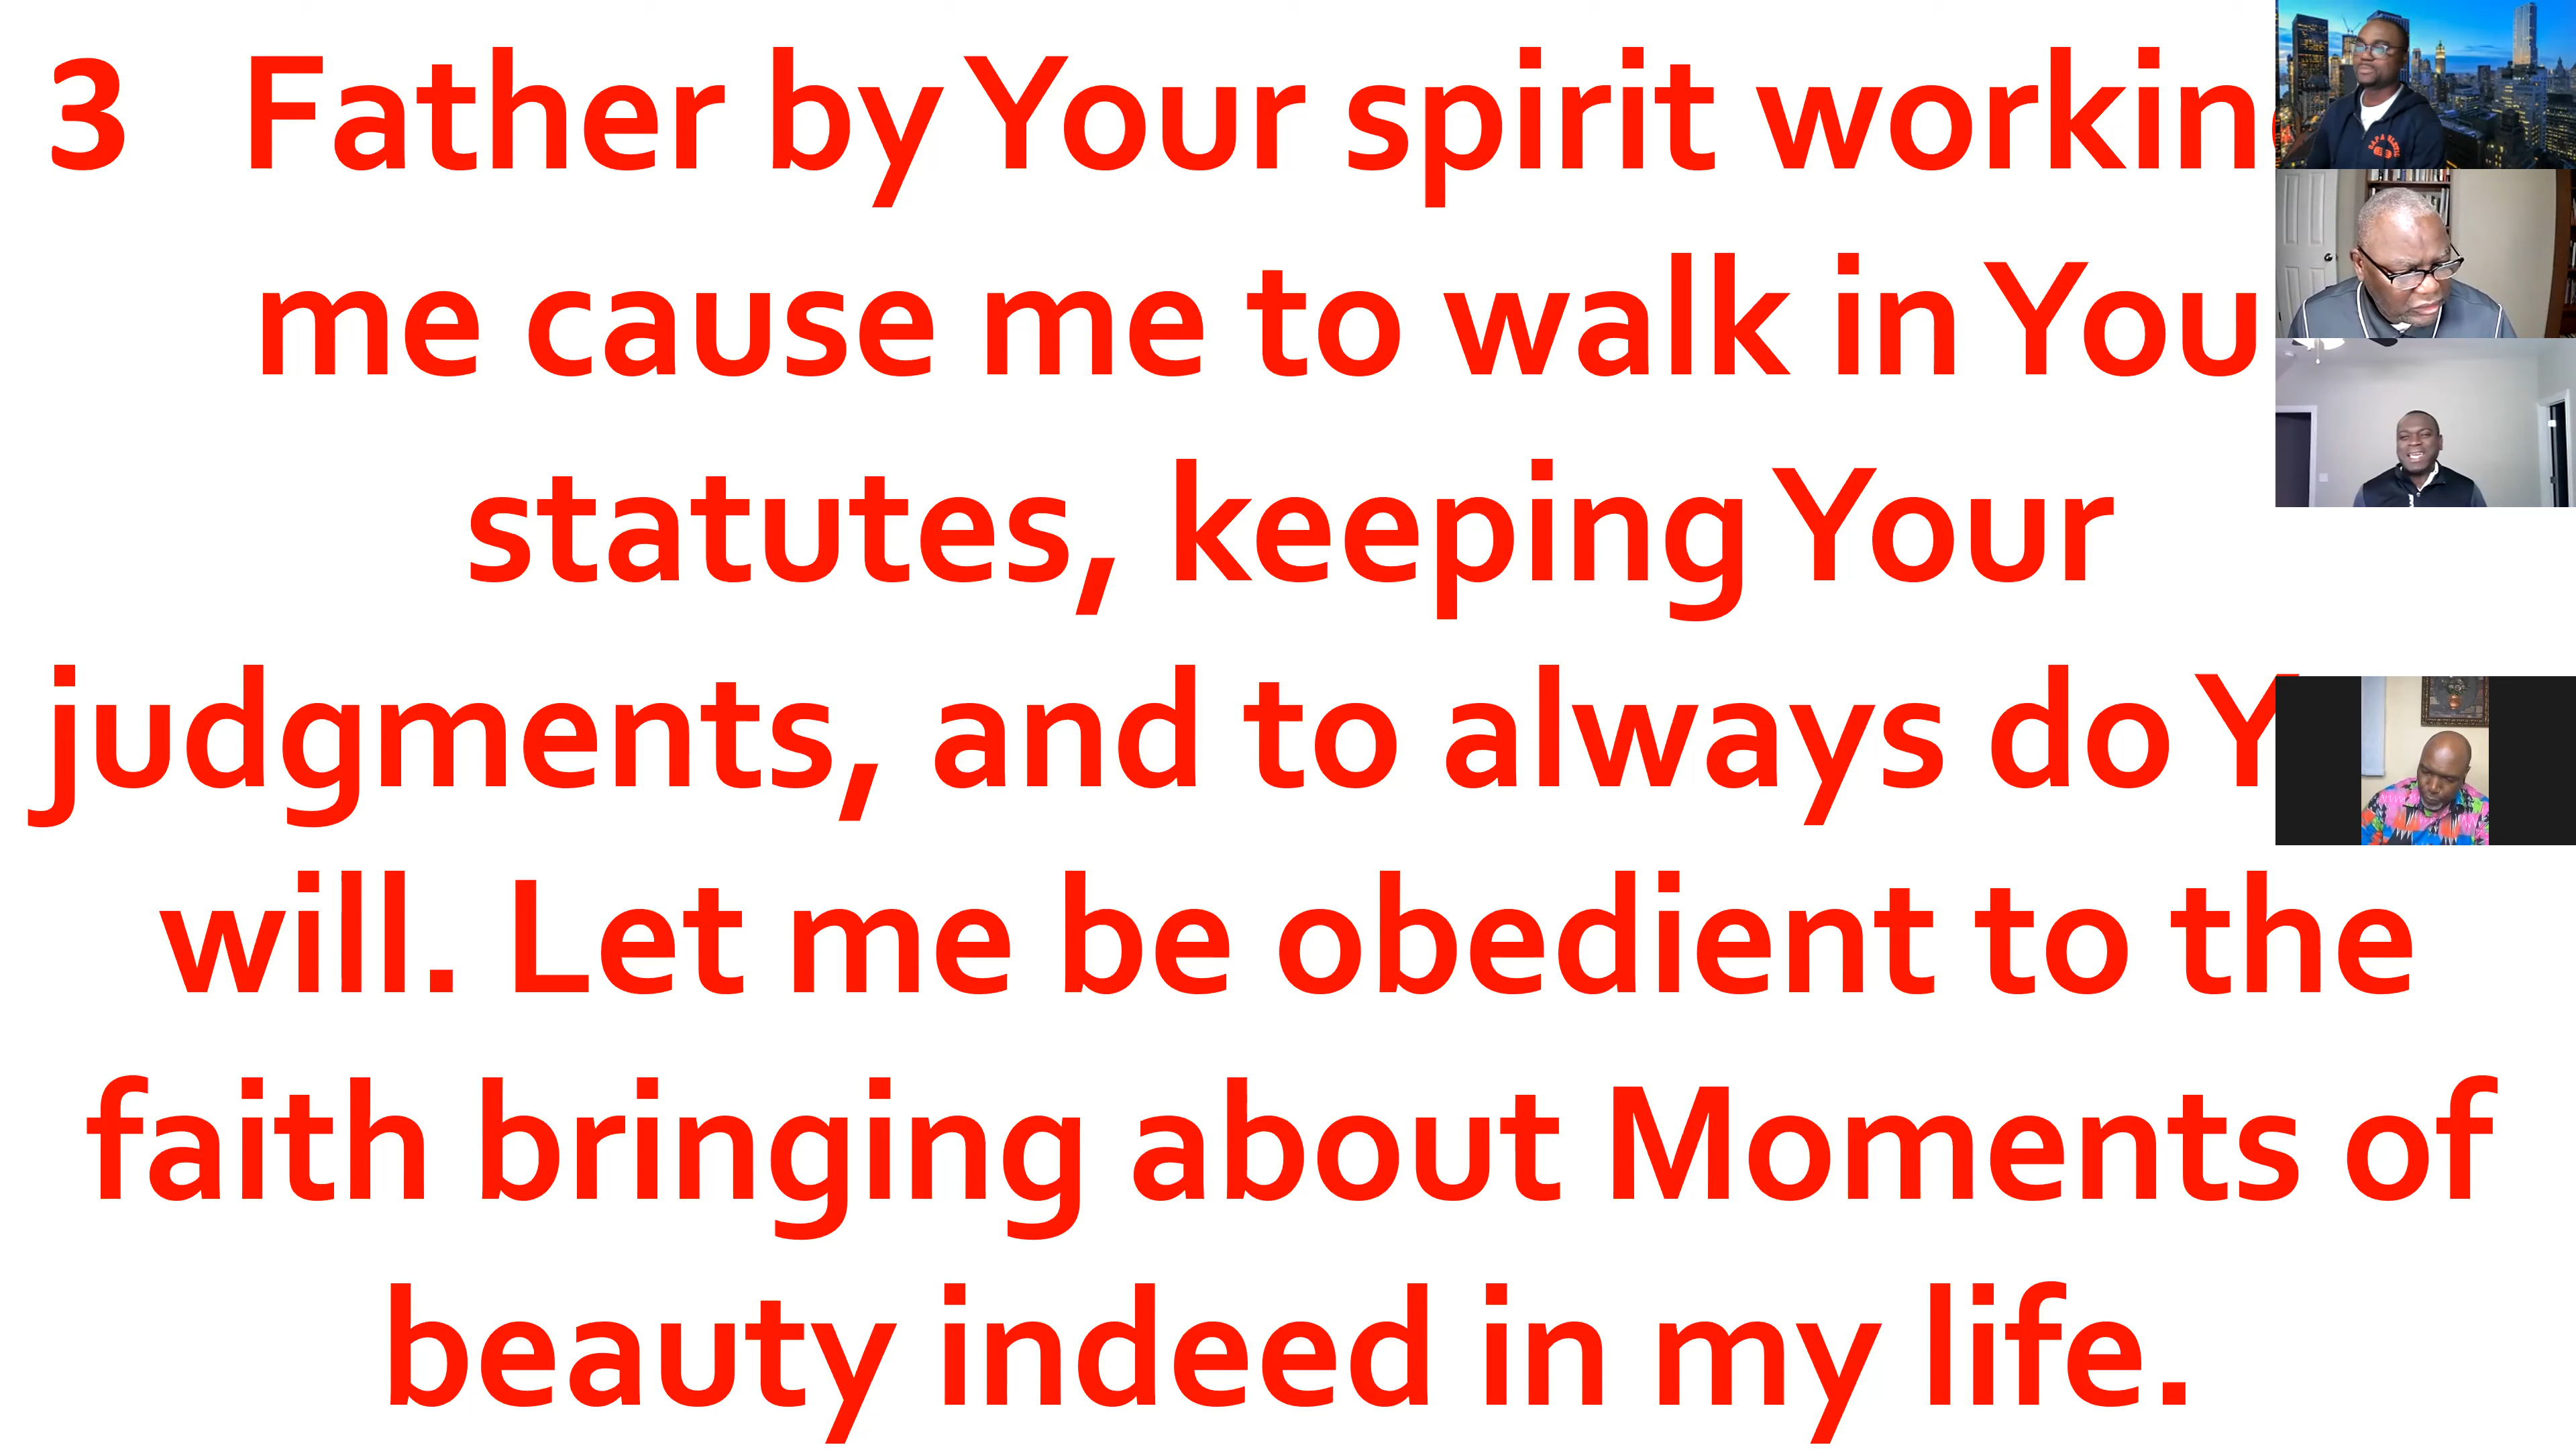 3 Father by Your spirit workin
me cause me to walk in You
statutes, keeping Your
judgments, and to always do Y
will. Let me be obedient to the
faith bringing about Moments of
beauty indeed in my life.